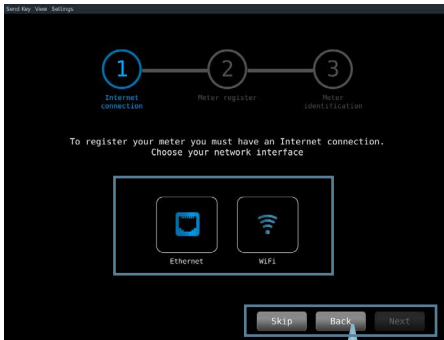 Send Key View Settings
1 2 3
Internet connection
Meter register
Meter identification
To register your meter you must have an Internet connection.
Choose your network interface
Ethernet WiFi
Skip Back Next